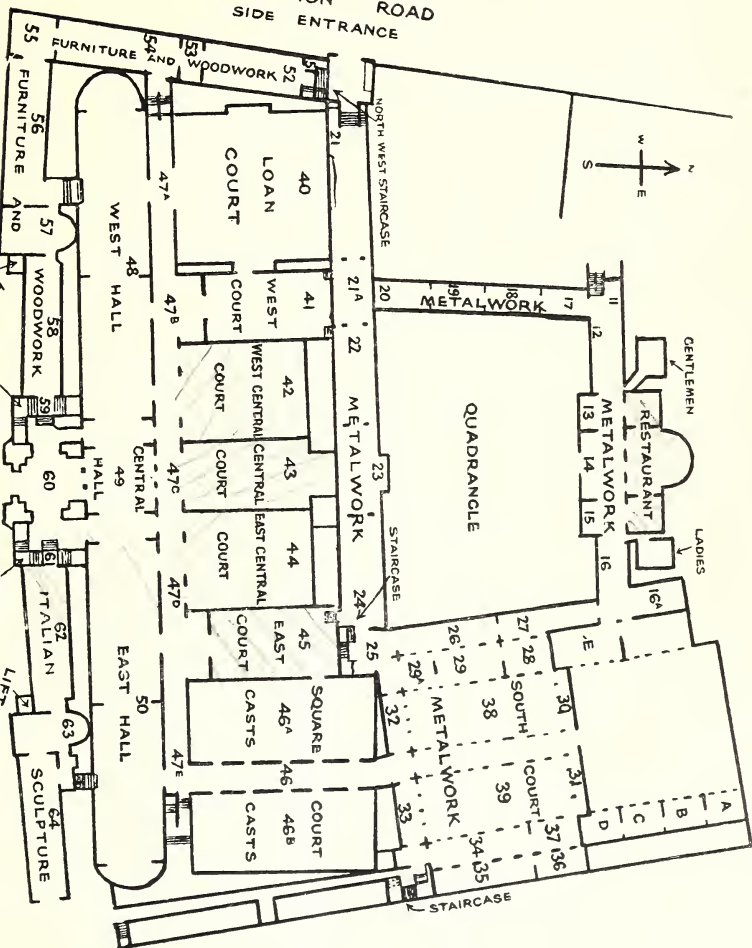 ROAD
SIDE ENTRANCE
55
FURNITURE AND WOODWORK
54
53
52
51
NORTH WEST STAIRCASE
N
W
E
S
56
FURNITURE
AND
57
WOODWORK
58
59
60
48
WEST
HALL
47A
47B
47C
47D
47E
40
LOAN
COURT
41
WEST
COURT
42
WEST CENTRAL
COURT
43
CENTRAL
COURT
44
EAST CENTRAL
COURT
45
EAST
COURT
CENTRAL
49
HALL
50
EAST HALL
62
ITALIAN
LIFT
63
64
SCULPTURE
21
21A
22
METALWORK
23
24
STAIRCASE
25
20
19
18
17
METALWORK
11
12
GENTLEMEN
RESTAURANT
METALWORK
13
14
15
16
LADIES
16A
QUADRANGLE
26
27
28
29
29A
30
31
32
33
34
35
36
37
38
39
SOUTH
COURT
METALWORK
E
A
B
C
D
SQUARE
46A
CASTS
46
COURT
46B
CASTS
STAIRCASE